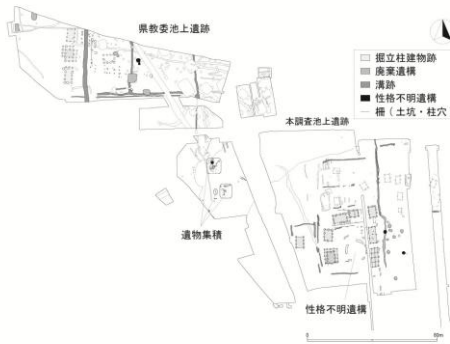 県教委池上遺跡
掘立柱建物跡
廃棄遺構
溝跡
性格不明遺構
柵(土坑・柱穴
本調査池上遺跡
遺物集積
性格不明遺構
0